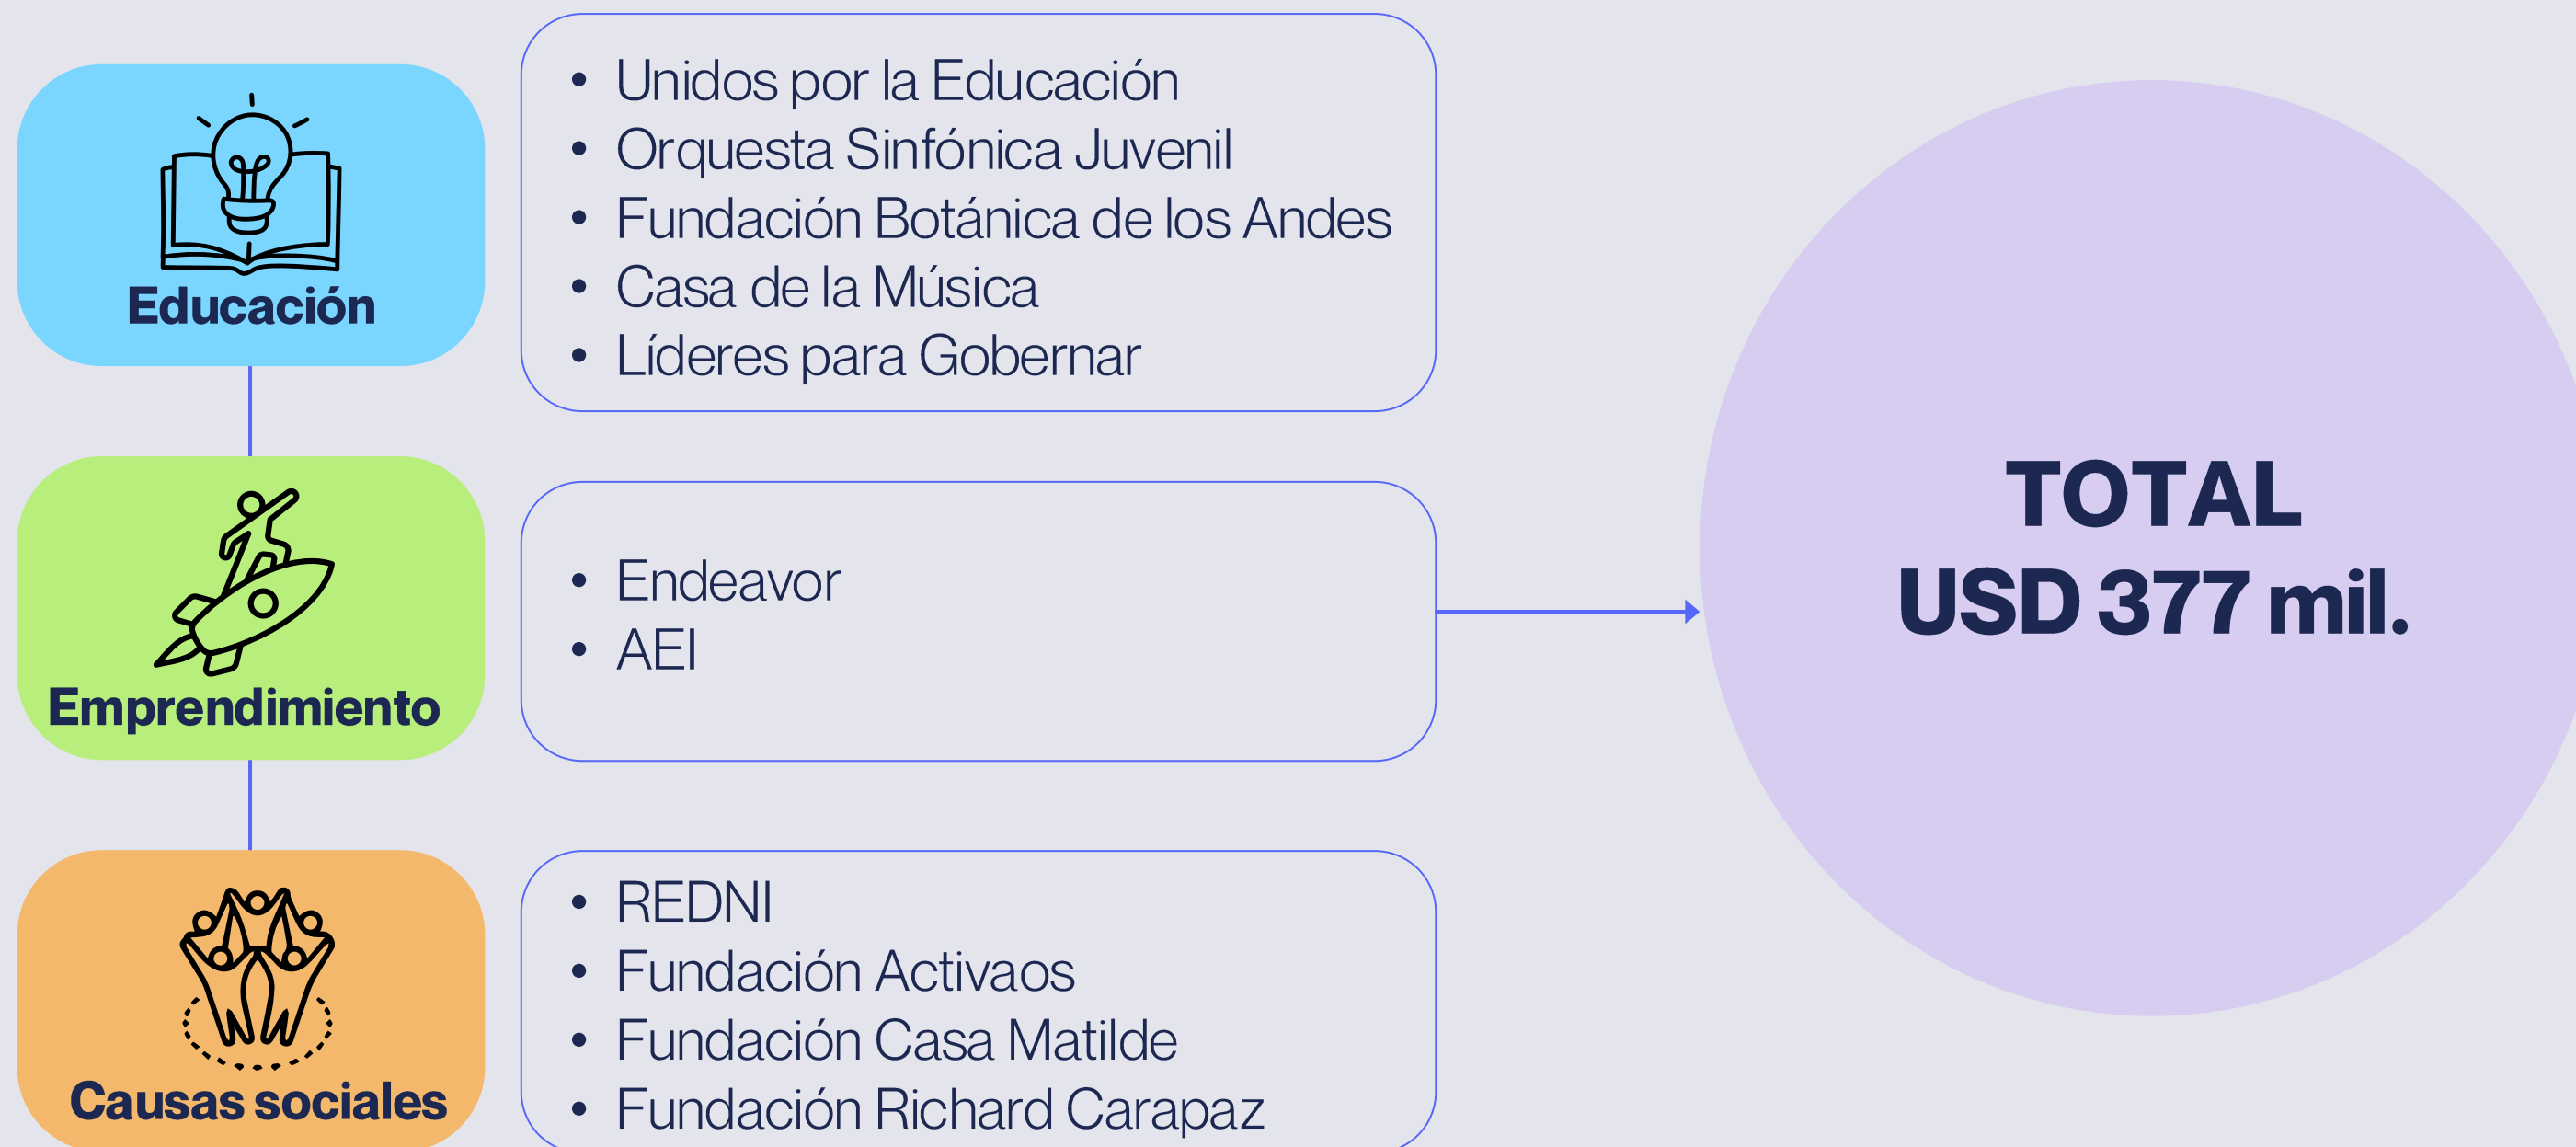 Educación
• Unidos por la Educación
• Orquesta Sinfónica Juvenil
• Fundación Botánica de los Andes
• Casa de la Música
• Líderes para Gobernar
Emprendimiento
• Endeavor
• AEI
Causas sociales
• REDNI
• Fundación Activaos
• Fundación Casa Matilde
• Fundación Richard Carapaz
TOTAL
USD 377 mil.